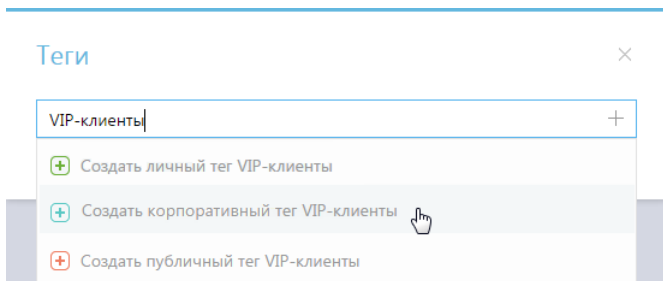 Теги
VIP-клиенты
Создать личный тег VIP-клиенты
Создать корпоративный тег VIP-клиенты
Создать публичный тег VIP-клиенты